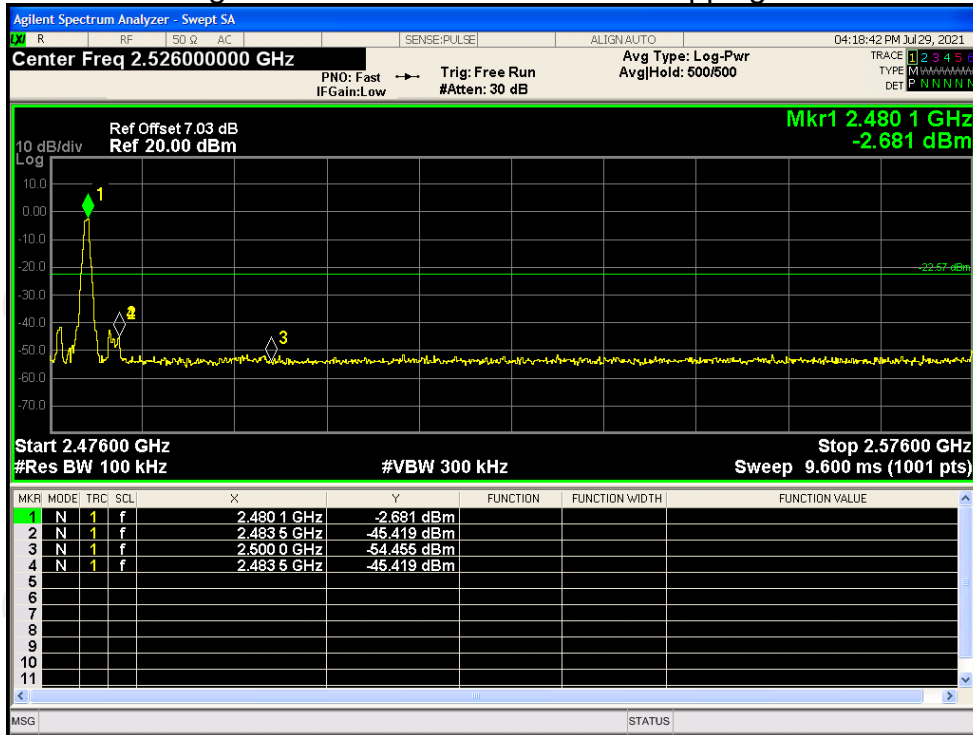 Agilent Spectrum Analyzer - Swept SA
LXI R RF 50 Ω AC SENSE:PULSE ALIGN AUTO 04:18:42 PM Jul 29, 2021
Center Freq 2.526000000 GHz
PNO: Fast
IFGain:Low
Trig: Free Run
#Atten: 30 dB
Avg Type: Log-Pwr
Avg|Hold: 500/500
TRACE 1 2 3 4 5 6
TYPE M
DET P N N N N N
Mkr1 2.480 1 GHz
-2.681 dBm
Ref Offset 7.03 dB
10 dB/div Ref 20.00 dBm
Log
10.0
0.00
-10.0
-20.0
-30.0
-40.0
-50.0
-60.0
-70.0
1
-22.57 dBm
3
Start 2.47600 GHz Stop 2.57600 GHz
#Res BW 100 kHz #VBW 300 kHz Sweep 9.600 ms (1001 pts)
MKR MODE TRC SCL X Y FUNCTION FUNCTION WIDTH FUNCTION VALUE
1 N 1 f 2.480 1 GHz -2.681 dBm
2 N 1 f 2.483 5 GHz -45.419 dBm
3 N 1 f 2.500 0 GHz -54.455 dBm
4 N 1 f 2.483 5 GHz -45.419 dBm
5
6
7
8
9
10
11
MSG STATUS